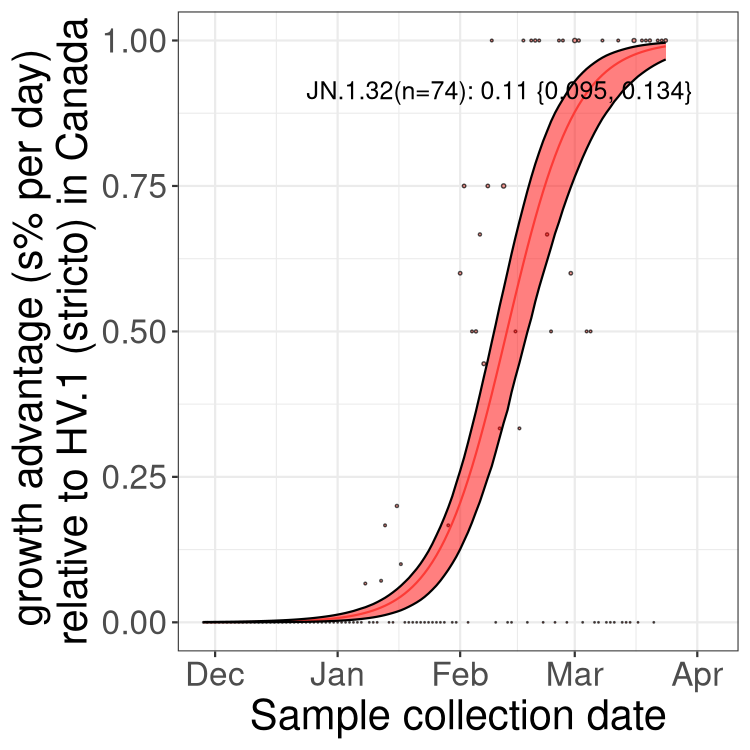 growth advantage (s% per day)
relative to HV.1 (stricto) in Canada
1.00
0.75
0.50
0.25
0.00
JN.1.32(n=74): 0.11 {0.095, 0.134}
Dec Jan Feb Mar Apr
Sample collection date